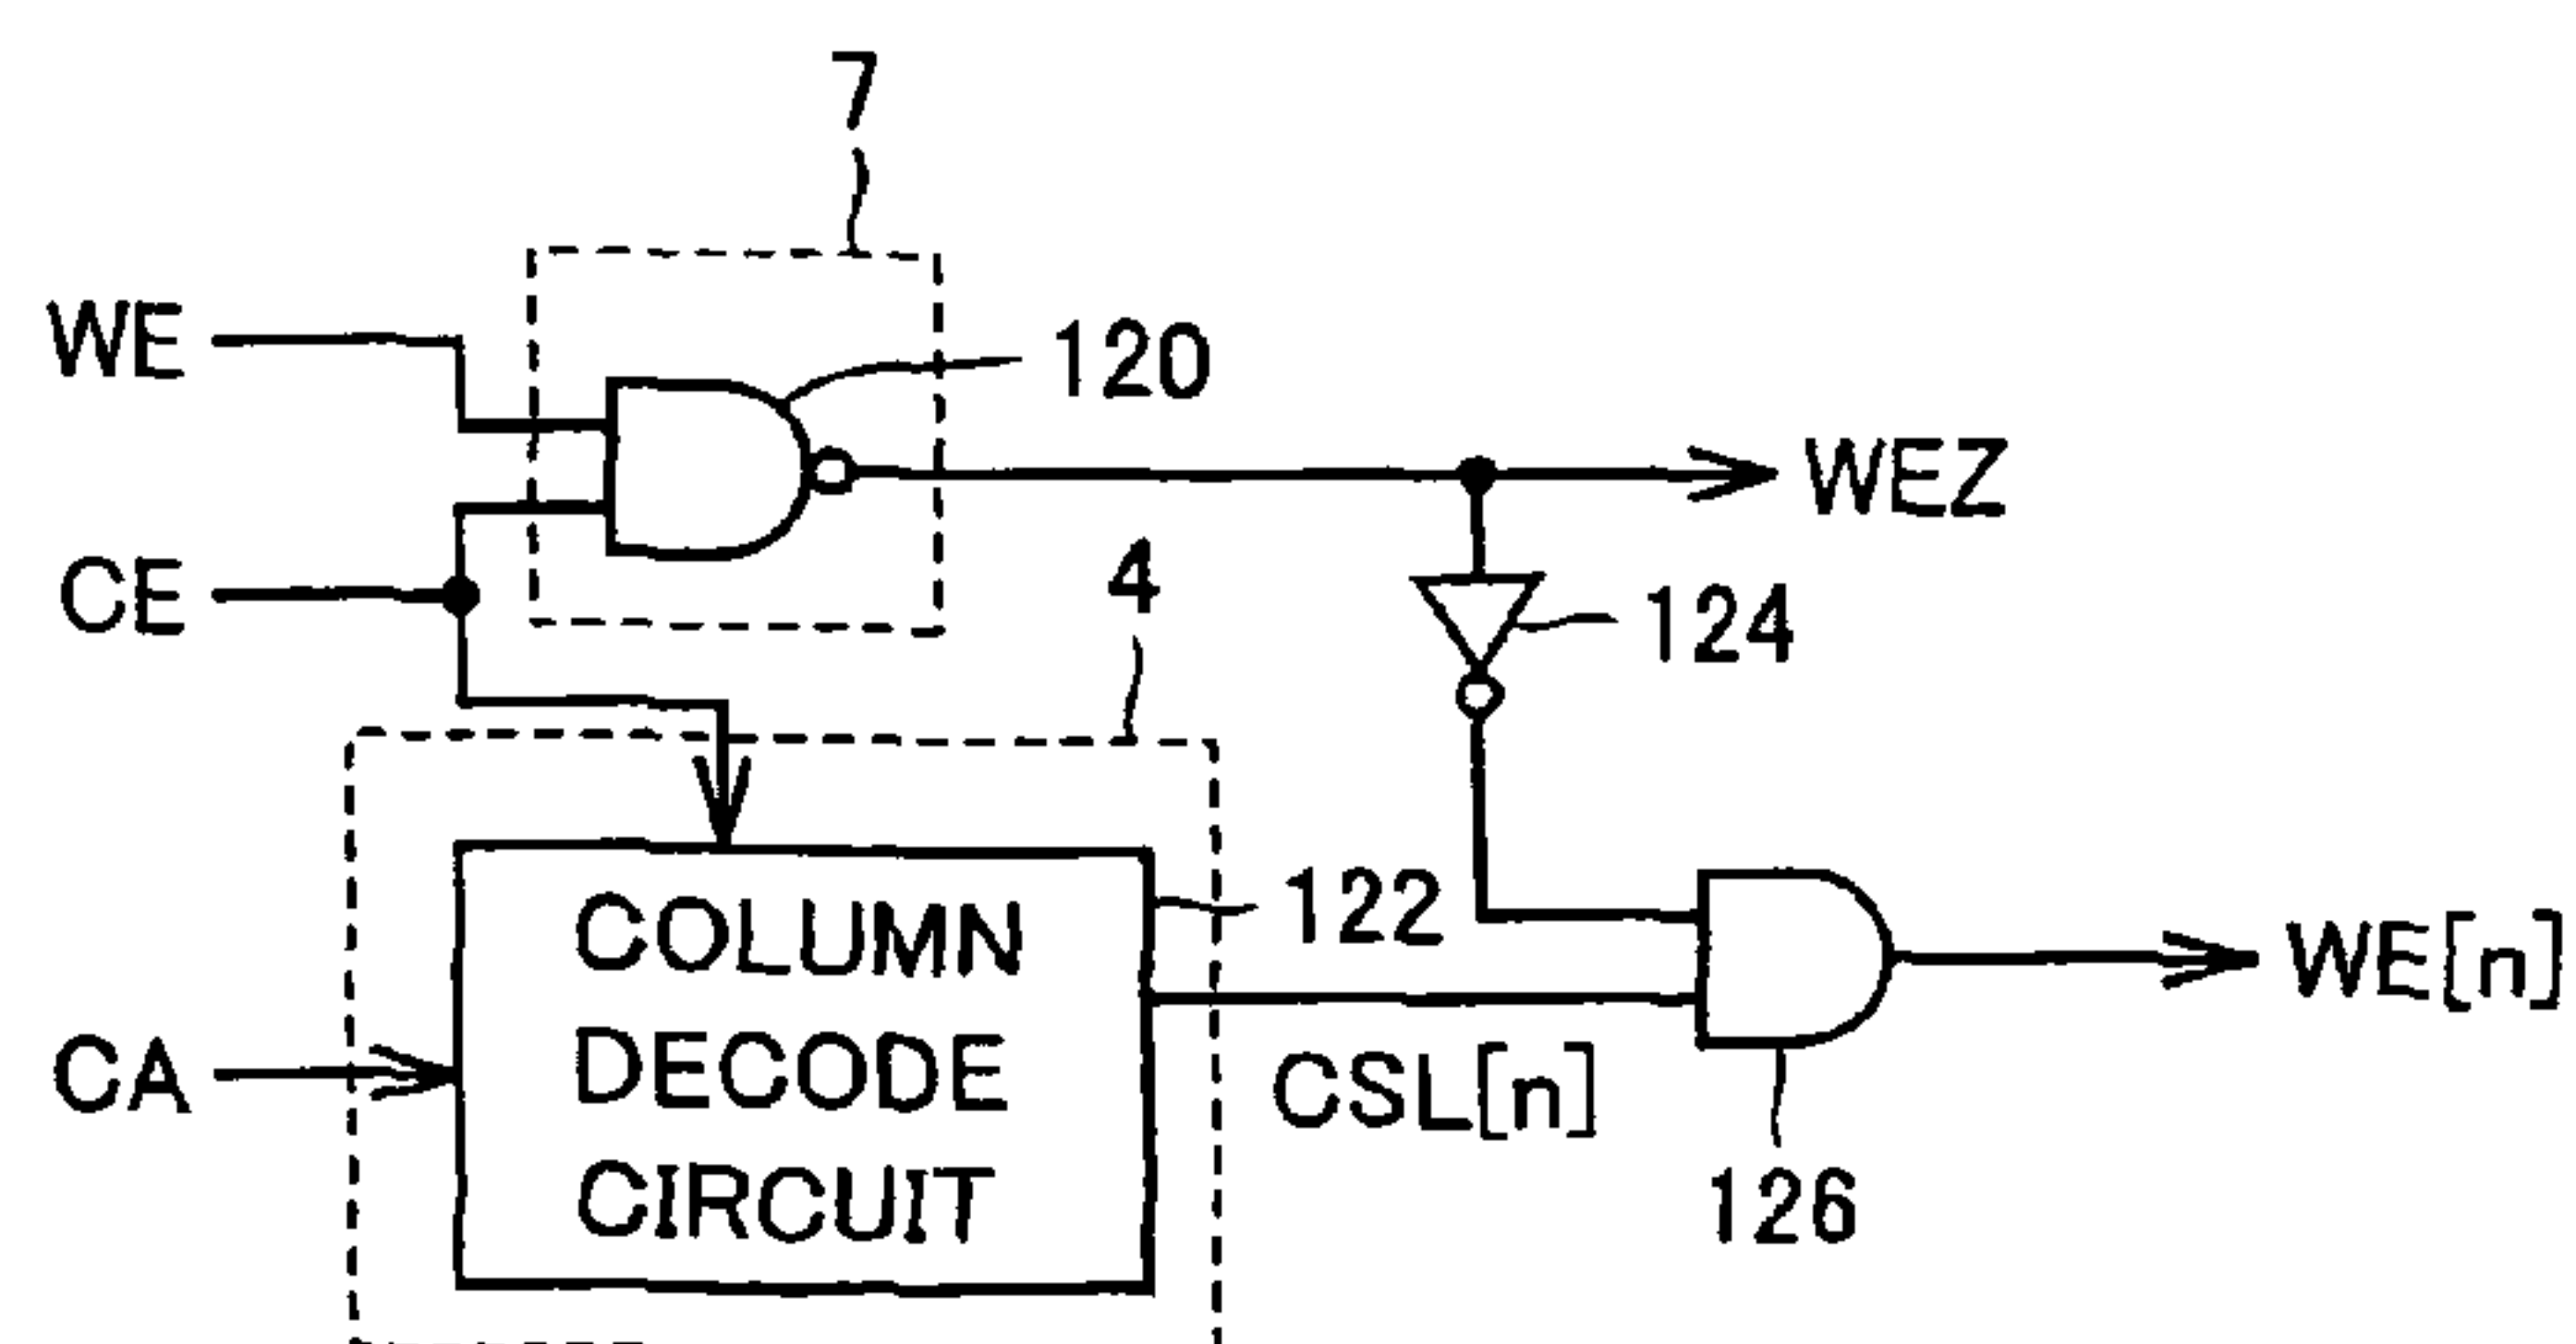 7
WE
120
WEZ
CE
4
124
COLUMN
DECODE
CIRCUIT
122
WE[n]
CA
CSL[n]
126